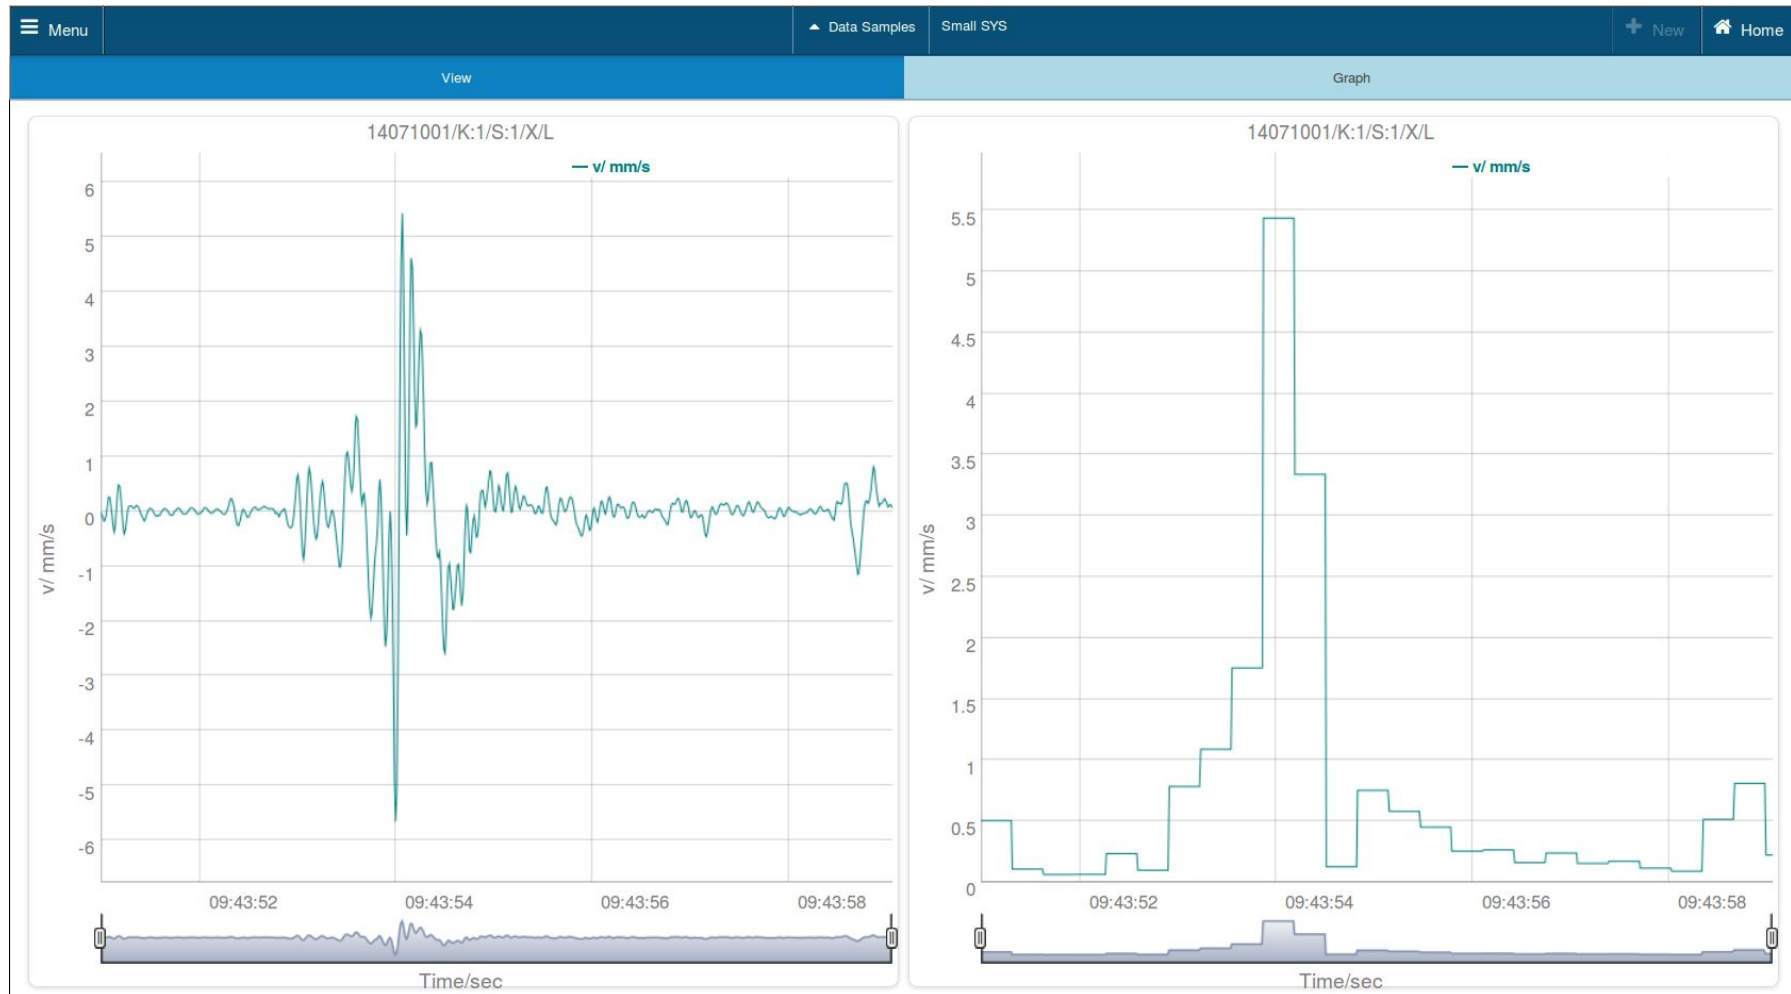 Menu
Data Samples
Small SYS
New
Home
View
Graph
14071001/K:1/S:1/X/L
v/ mm/s
6
5
4
3
2
1
0
-1
-2
-3
-4
-5
-6
v/ mm/s
09:43:52 09:43:54 09:43:56 09:43:58
Time/sec
14071001/K:1/S:1/X/L
v/ mm/s
5.5
5
4.5
4
3.5
3
2.5
2
1.5
1
0.5
0
v/ mm/s
09:43:52 09:43:54 09:43:56 09:43:58
Time/sec